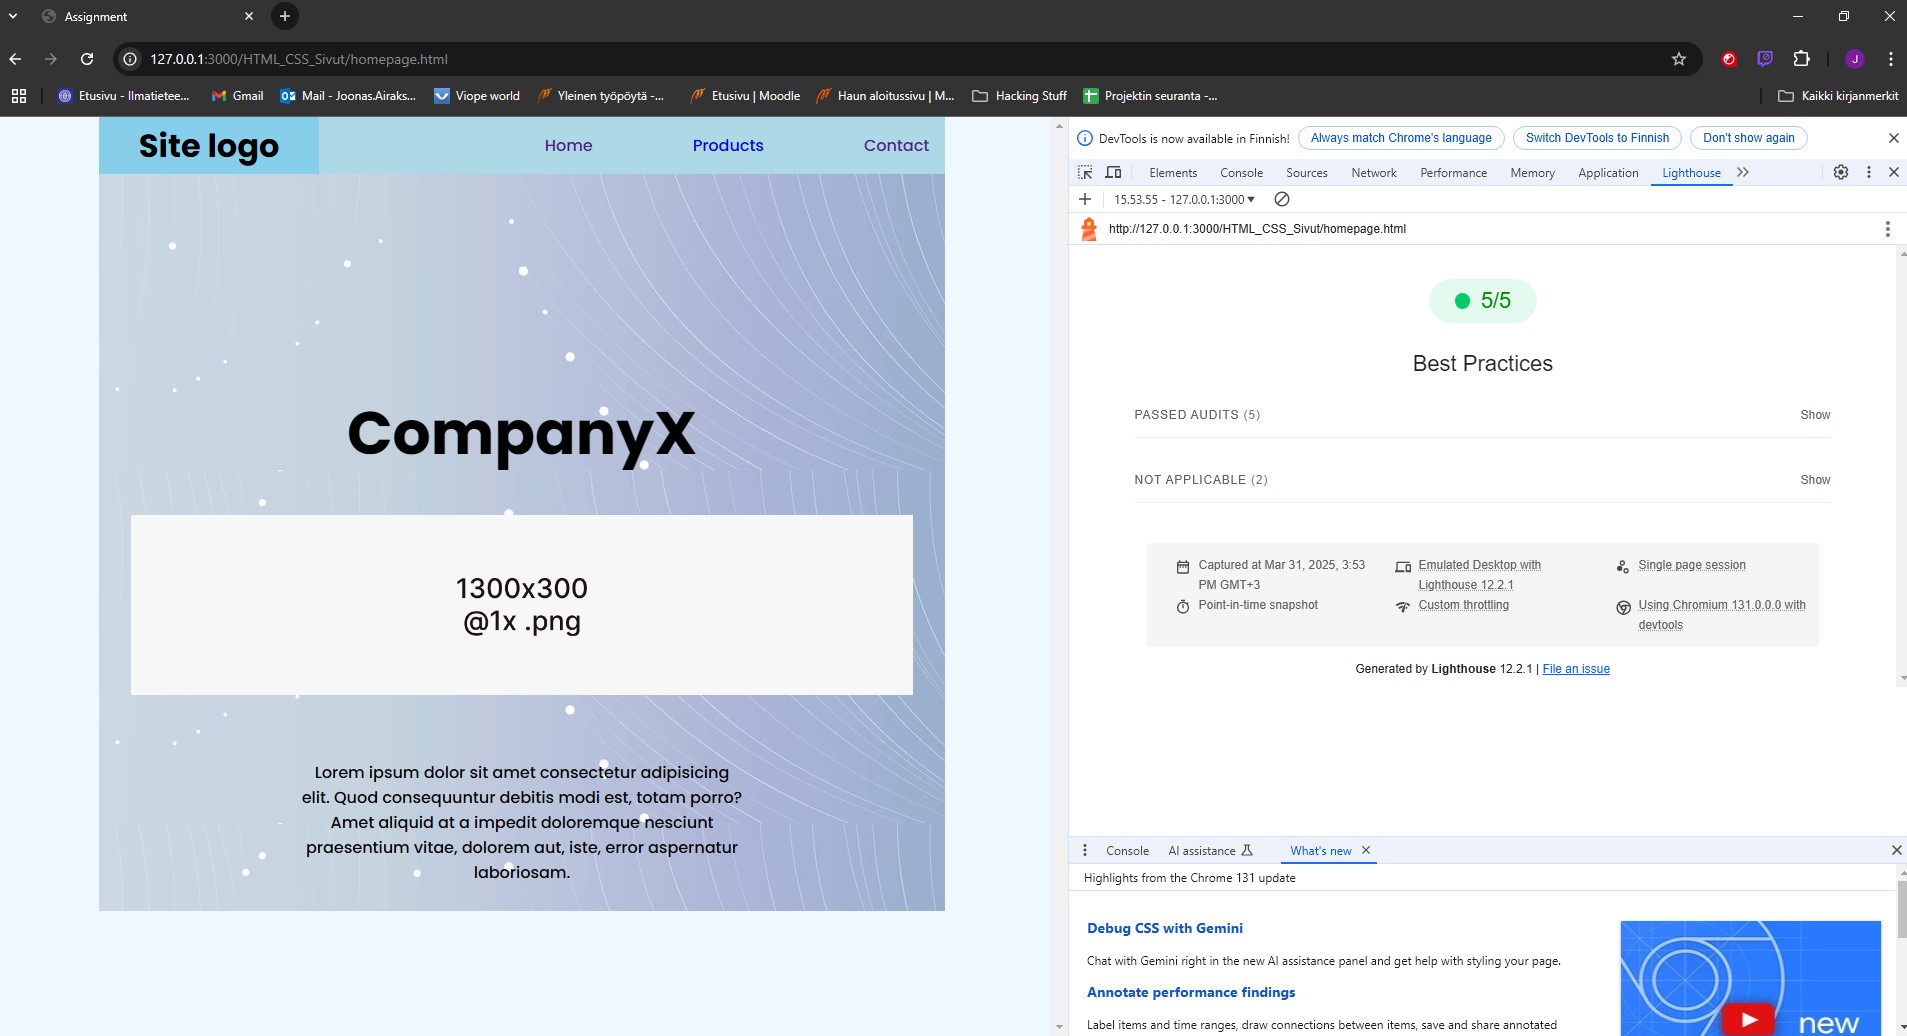 Assignment
127.0.0.1:3000/HTML_CSS_Sivut/homepage.html
J
Etusivu - Ilmatietee...
Gmail
Mail - Joonas.Airaks...
Viope world
Yleinen työpöytä -...
Etusivu | Moodle
Haun aloitussivu | M...
Hacking Stuff
Projektin seuranta -...
Kaikki kirjanmerkit
Site logo
Home
Products
Contact
CompanyX
1300x300
@1x .png
Lorem ipsum dolor sit amet consectetur adipisicing
elit. Quod consequuntur debitis modi est, totam porro?
Amet aliquid at a impedit doloremque nesciunt
praesentium vitae, dolorem aut, iste, error aspernatur
laboriosam.
DevTools is now available in Finnish!
Always match Chrome's language
Switch DevTools to Finnish
Don't show again
Elements
Console
Sources
Network
Performance
Memory
Application
Lighthouse
15.53.55 - 127.0.0.1:3000
http://127.0.0.1:3000/HTML_CSS_Sivut/homepage.html
5/5
Best Practices
PASSED AUDITS (5)
Show
NOT APPLICABLE (2)
Show
Captured at Mar 31, 2025, 3:53
PM GMT+3
Emulated Desktop with
Lighthouse 12.2.1
Single page session
Point-in-time snapshot
Custom throttling
Using Chromium 131.0.0.0 with
devtools
Generated by Lighthouse 12.2.1 | File an issue
Console
AI assistance
What's new
Highlights from the Chrome 131 update
Debug CSS with Gemini
Chat with Gemini right in the new AI assistance panel and get help with styling your page.
Annotate performance findings
Label items and time ranges, draw connections between items, save and share annotated
new